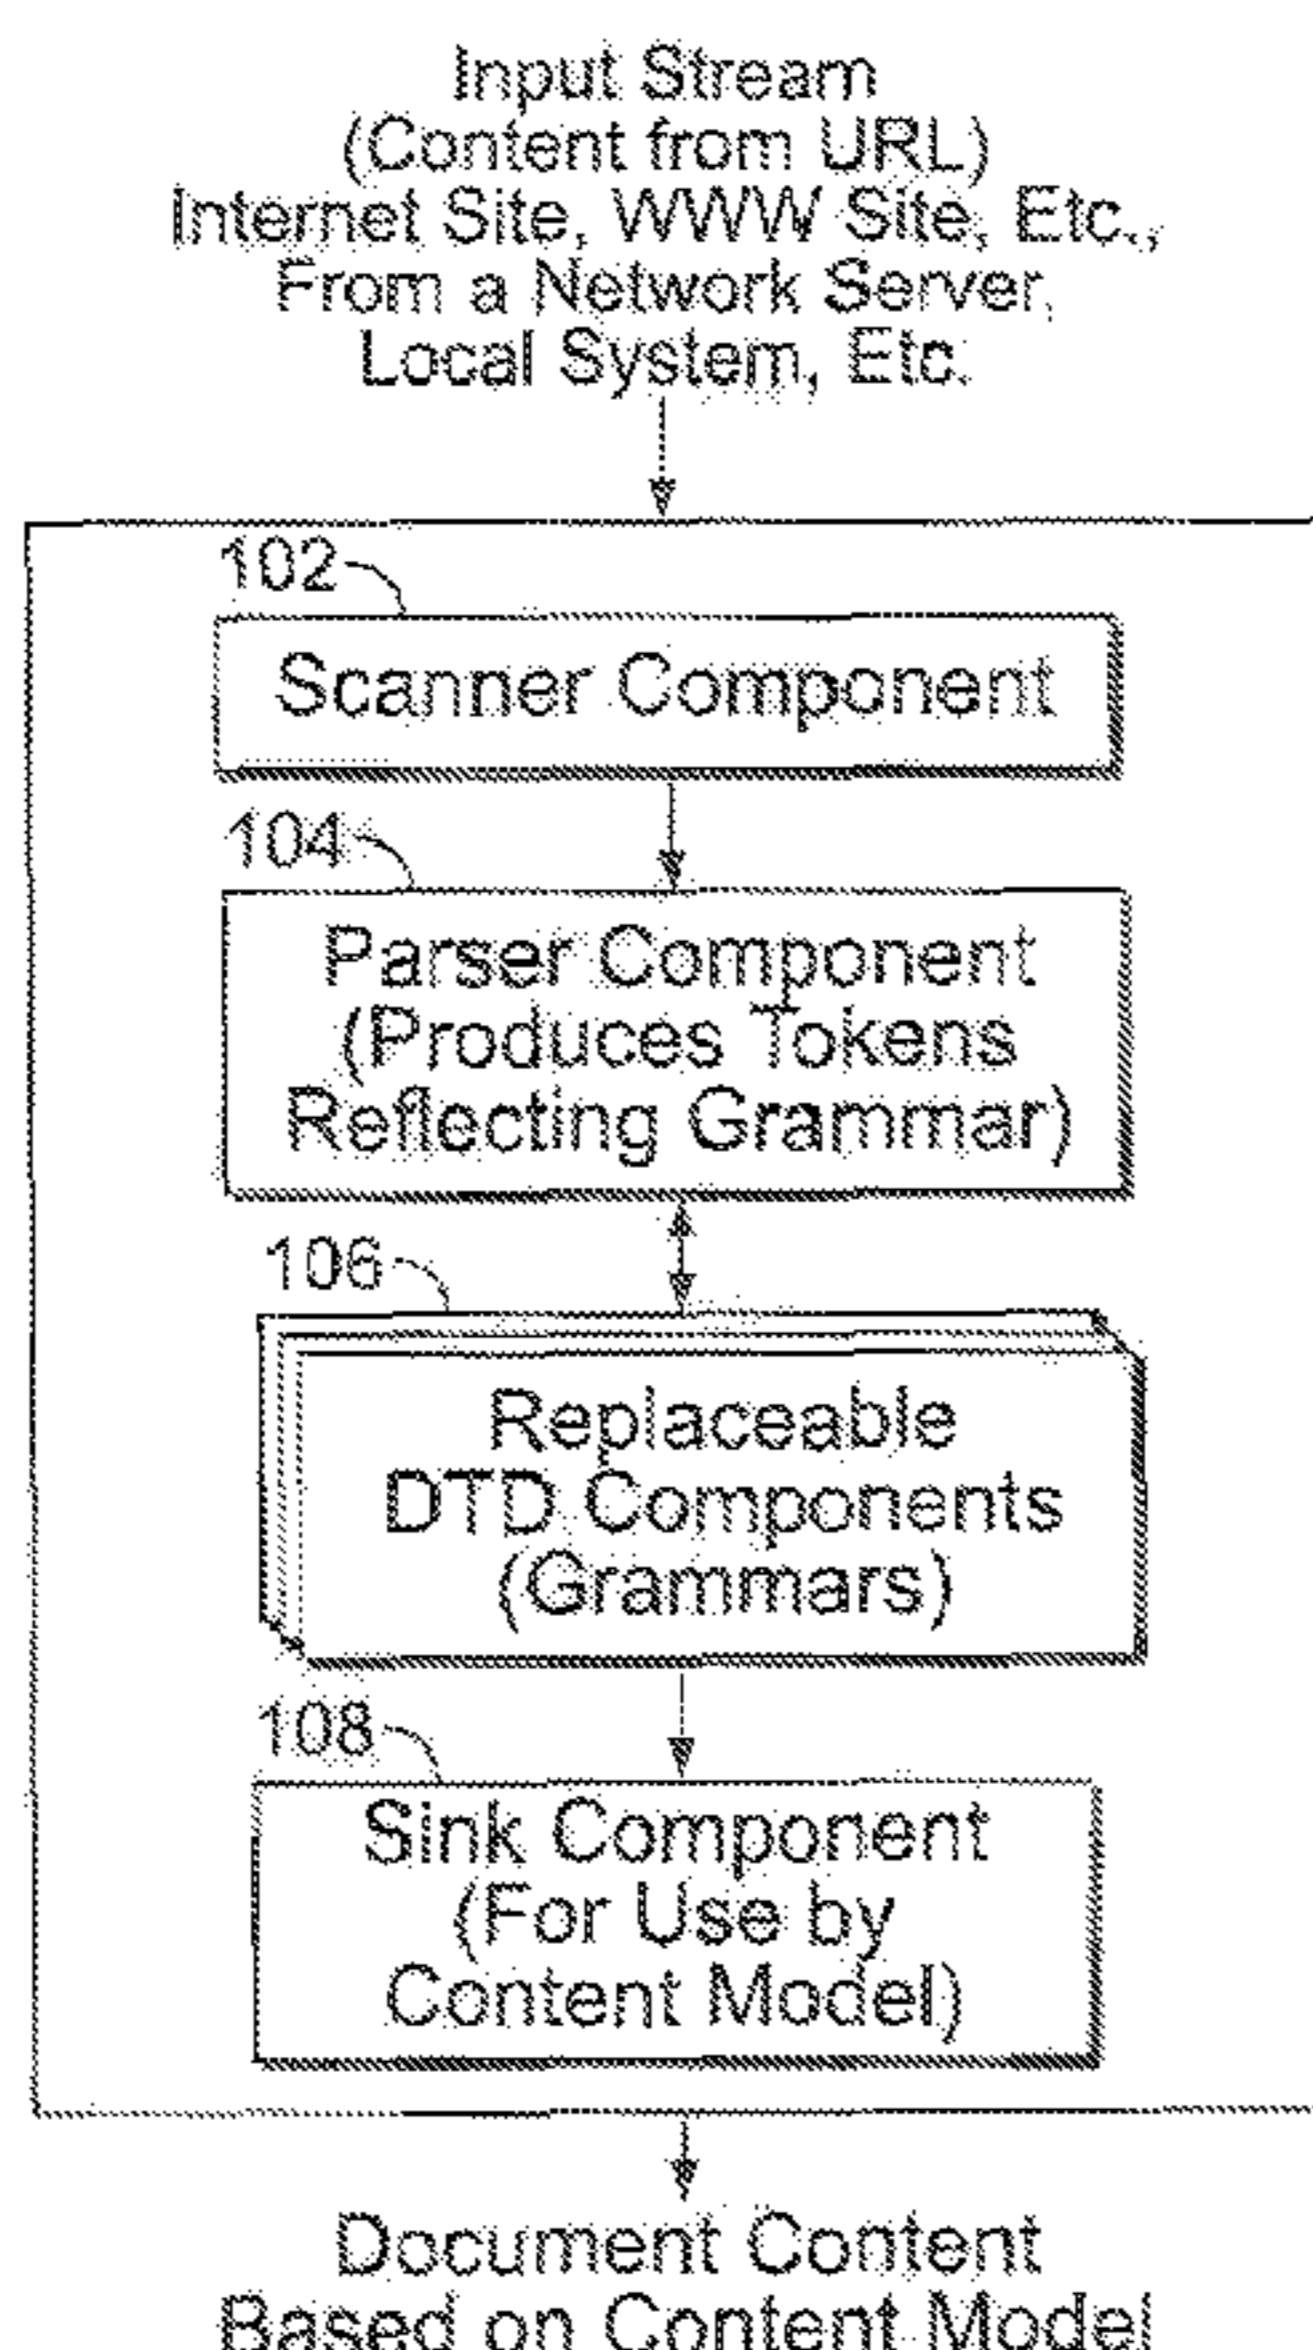 Input Stream
(Content from URL)
Internet Site, WWW Site, Etc.,
From a Network Server,
Local System, Etc.
102
Scanner Component
104
Parser Component
(Produces Tokens
Reflecting Grammar)
106
Replaceable
DTD Components
(Grammars)
108
Sink Component
(For Use by
Content Model)
Document Content
Based on Content Model